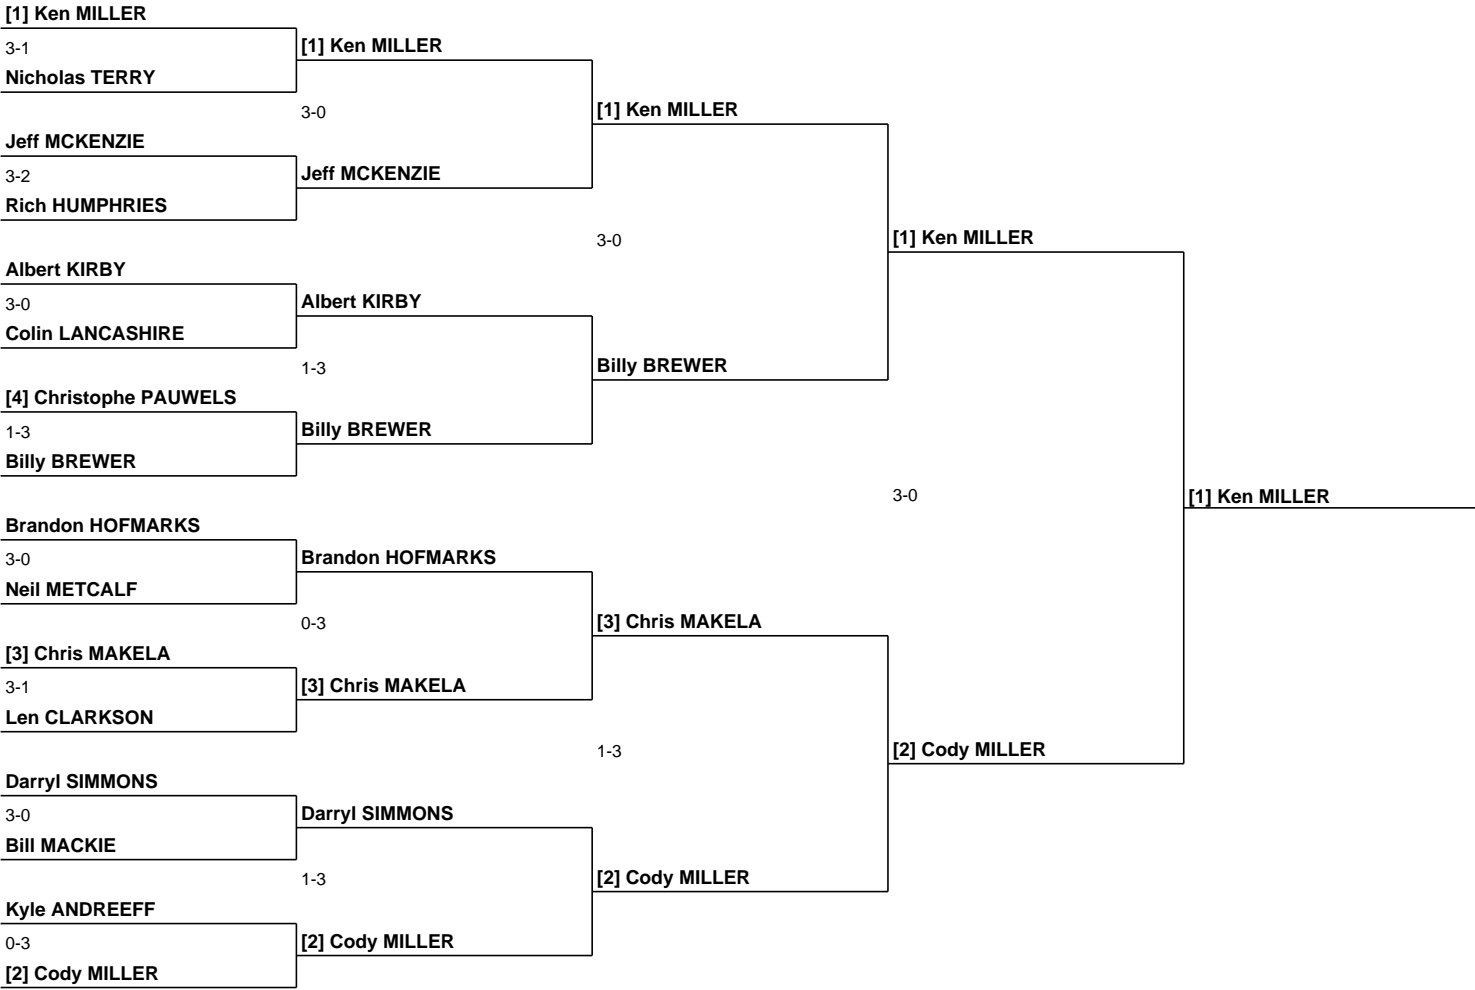 [1] Ken MILLER
3-1
Nicholas TERRY
Jeff MCKENZIE
3-2
Rich HUMPHRIES
Albert KIRBY
3-0
Colin LANCASHIRE
[4] Christophe PAUWELS
1-3
Billy BREWER
Brandon HOFMARKS
3-0
Neil METCALF
[3] Chris MAKELA
3-1
Len CLARKSON
Darryl SIMMONS
3-0
Bill MACKIE
Kyle ANDREEFF
0-3
[2] Cody MILLER
[1] Ken MILLER
3-0
Jeff MCKENZIE
Albert KIRBY
1-3
Billy BREWER
Brandon HOFMARKS
0-3
[3] Chris MAKELA
Darryl SIMMONS
1-3
[2] Cody MILLER
[1] Ken MILLER
3-0
Billy BREWER
[3] Chris MAKELA
1-3
[2] Cody MILLER
[1] Ken MILLER
3-0
[2] Cody MILLER
[1] Ken MILLER